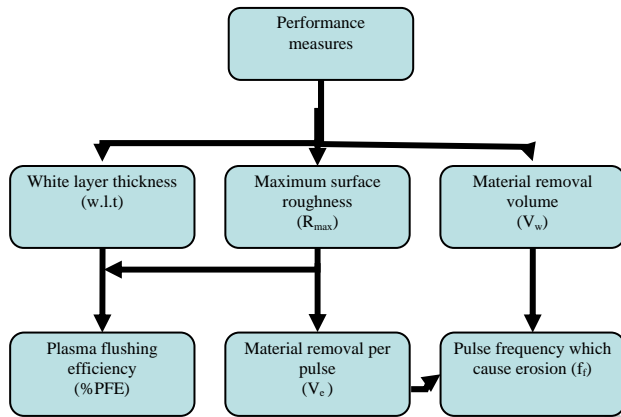 Performance
measures
White layer thickness
(w.l.t)
Maximum surface
roughness
(Rmax)
Material removal
volume
(Vw)
Plasma flushing
efficiency
(%PFE)
Material removal per
pulse
(Ve )
Pulse frequency which
cause erosion (ff)